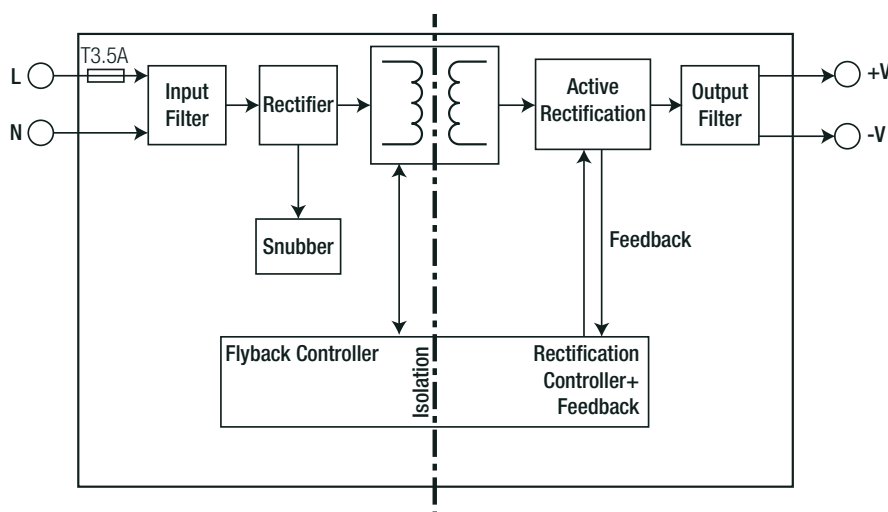 T3.5A
L
N
Input
Filter
Rectifier
Active
Rectification
Output
Filter
+V
-V
Snubber
Feedback
Flyback Controller
Isolation
Rectification
Controller+
Feedback